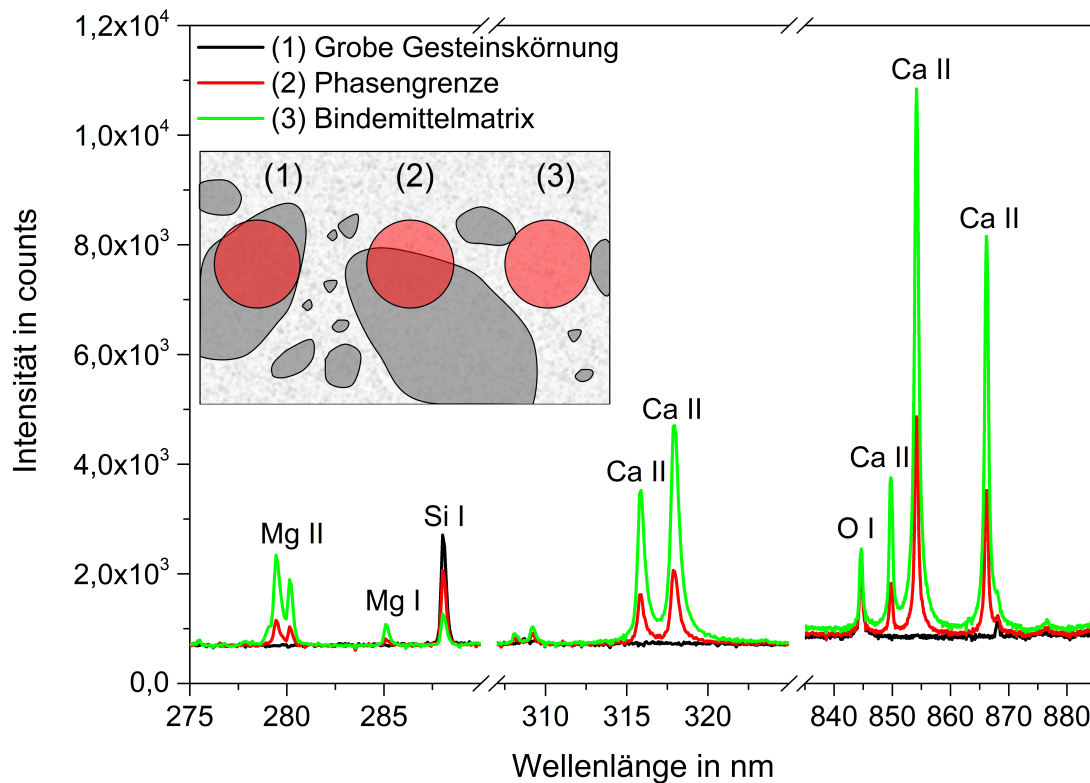 1,2x10⁴
1,0x10⁴
8,0x10³
6,0x10³
4,0x10³
2,0x10³
0,0
Intensität in counts
(1) Grobe Gesteinskörnung
(2) Phasengrenze
(3) Bindemittelmatrix
(1) (2) (3)
Mg II
Mg I
Si I
Ca II
Ca II
O I
Ca II
Ca II
Ca II
275 280 285 310 315 320 840 850 860 870 880
Wellenlänge in nm